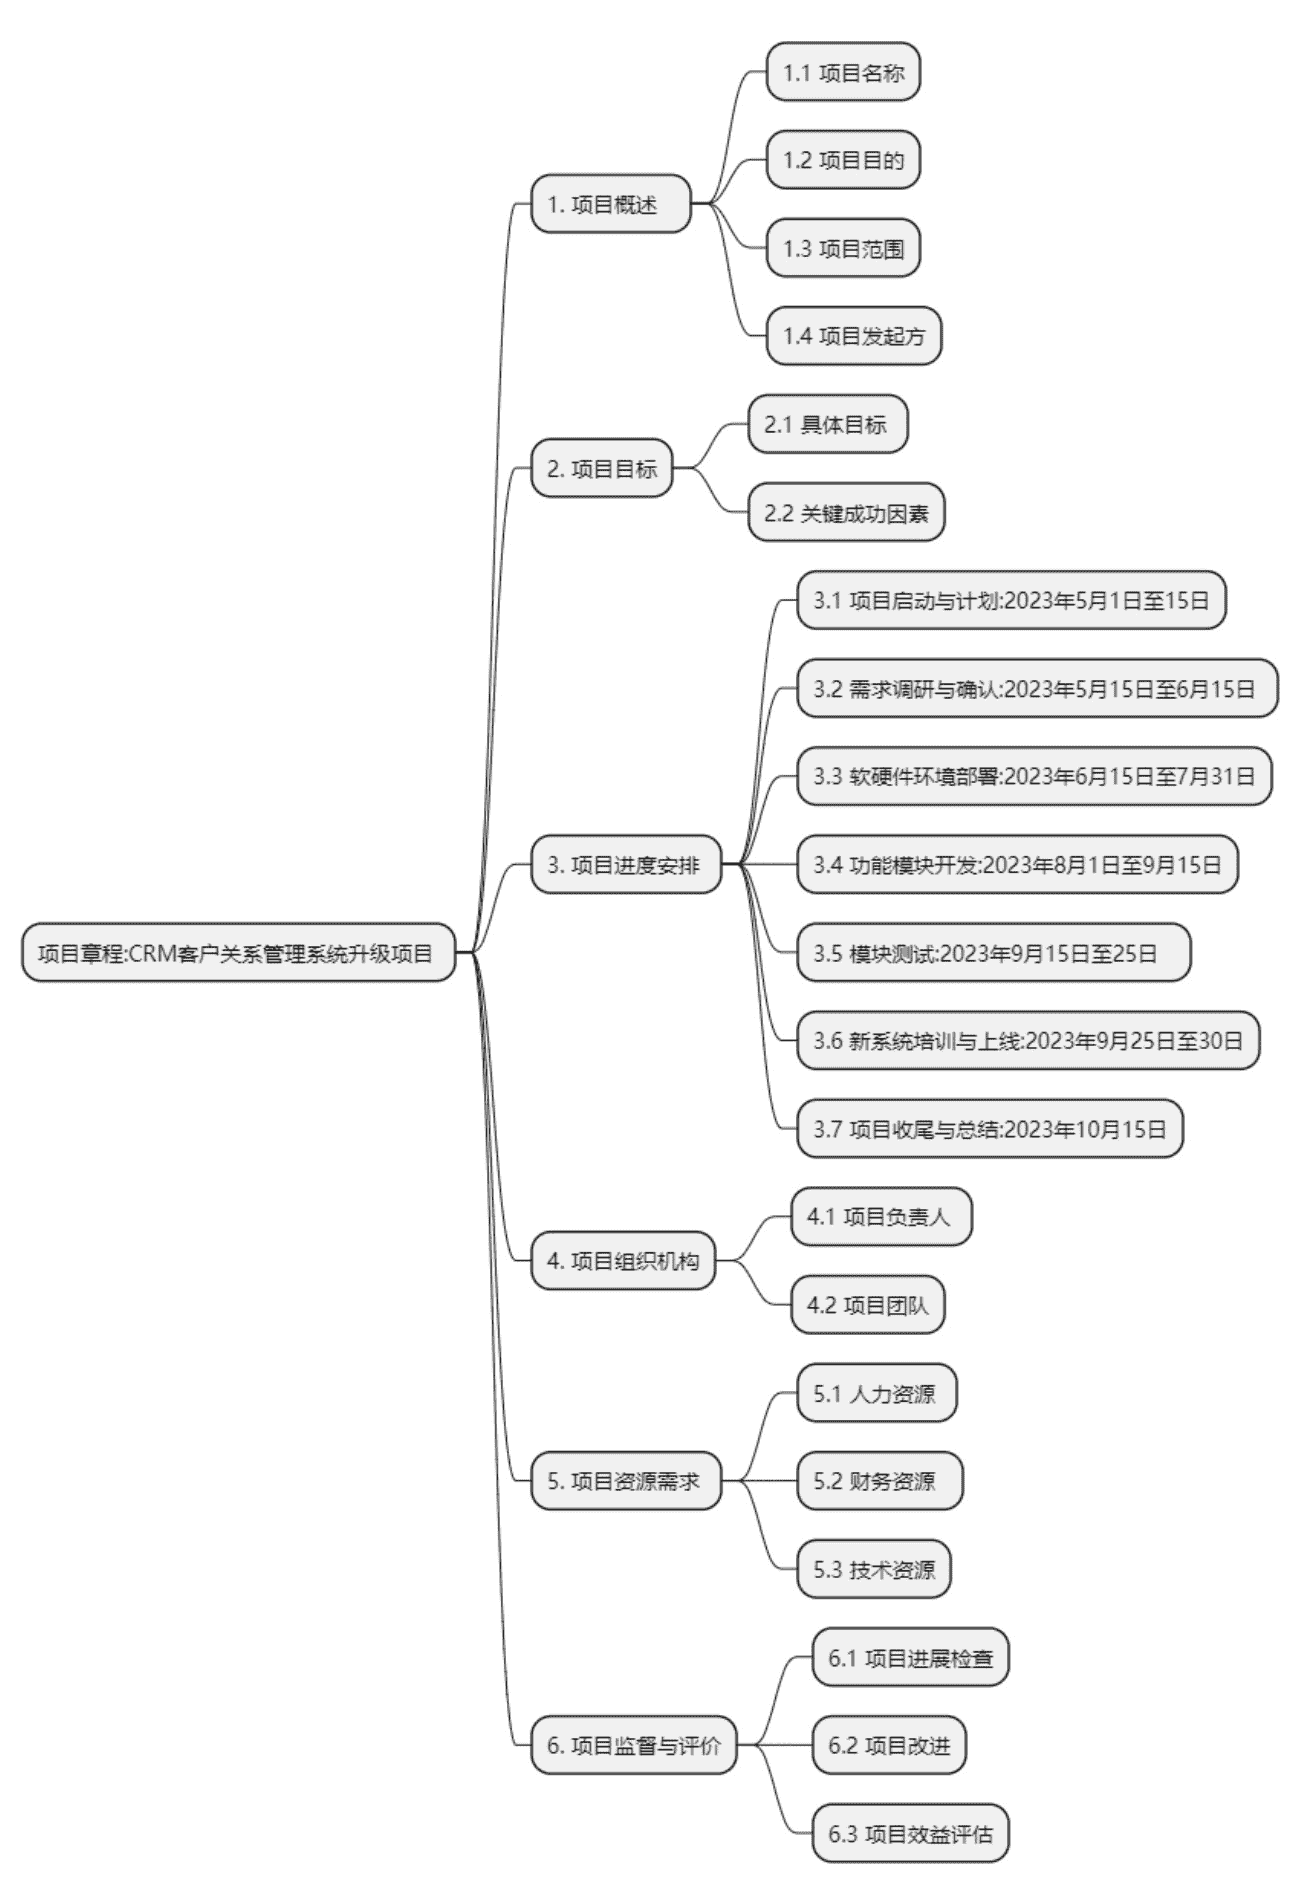 项目章程:CRM客户关系管理系统升级项目
1. 项目概述
1.1 项目名称
1.2 项目目的
1.3 项目范围
1.4 项目发起方
2. 项目目标
2.1 具体目标
2.2 关键成功因素
3. 项目进度安排
3.1 项目启动与计划:2023年5月1日至15日
3.2 需求调研与确认:2023年5月15日至6月15日
3.3 软硬件环境部署:2023年6月15日至7月31日
3.4 功能模块开发:2023年8月1日至9月15日
3.5 模块测试:2023年9月15日至25日
3.6 新系统培训与上线:2023年9月25日至30日
3.7 项目收尾与总结:2023年10月15日
4. 项目组织机构
4.1 项目负责人
4.2 项目团队
5. 项目资源需求
5.1 人力资源
5.2 财务资源
5.3 技术资源
6. 项目监督与评价
6.1 项目进展检查
6.2 项目改进
6.3 项目效益评估